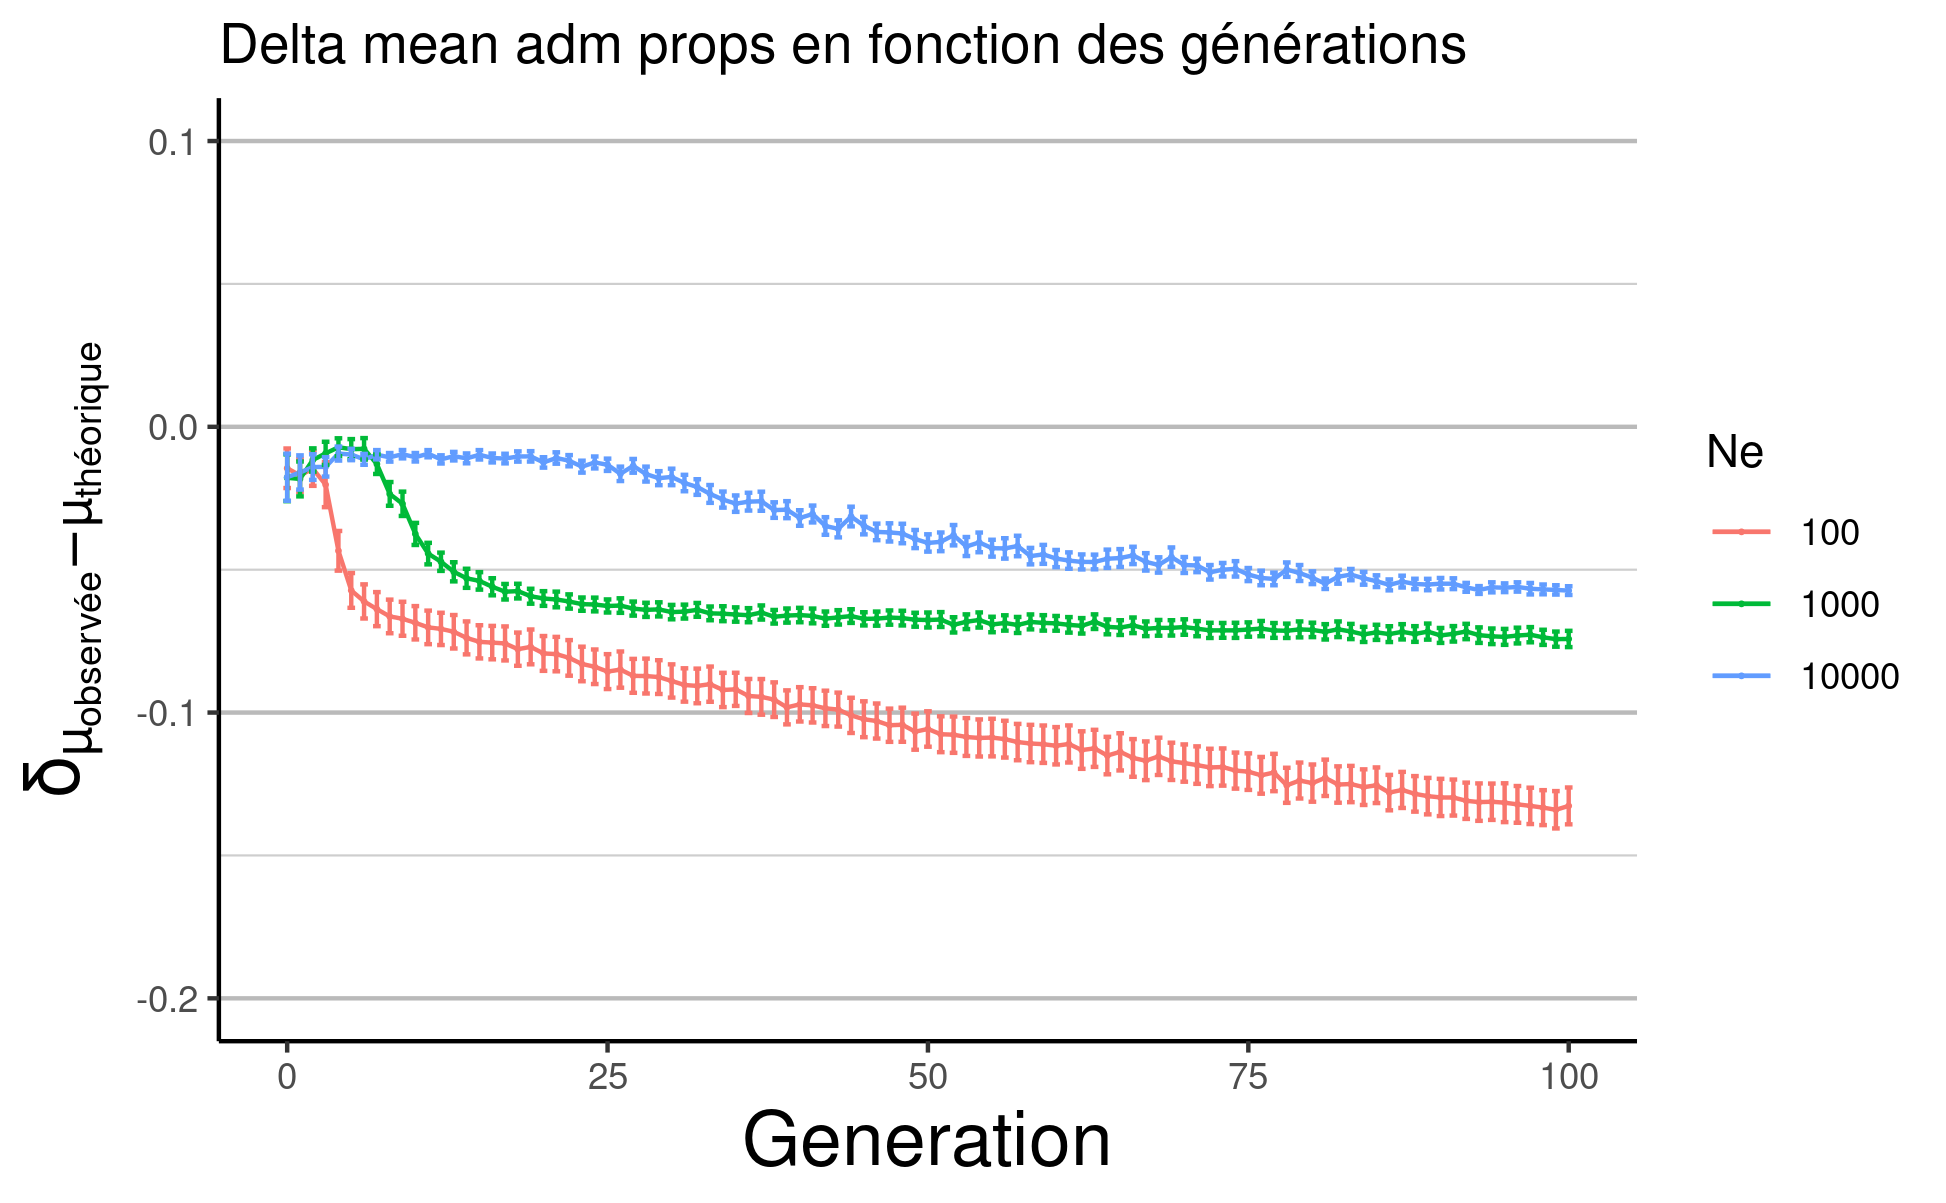 Delta mean adm props en fonction des générations
δμobservée−μthéorique
0.1
0.0
-0.1
-0.2
0 25 50 75 100
Generation
Ne
100
1000
10000